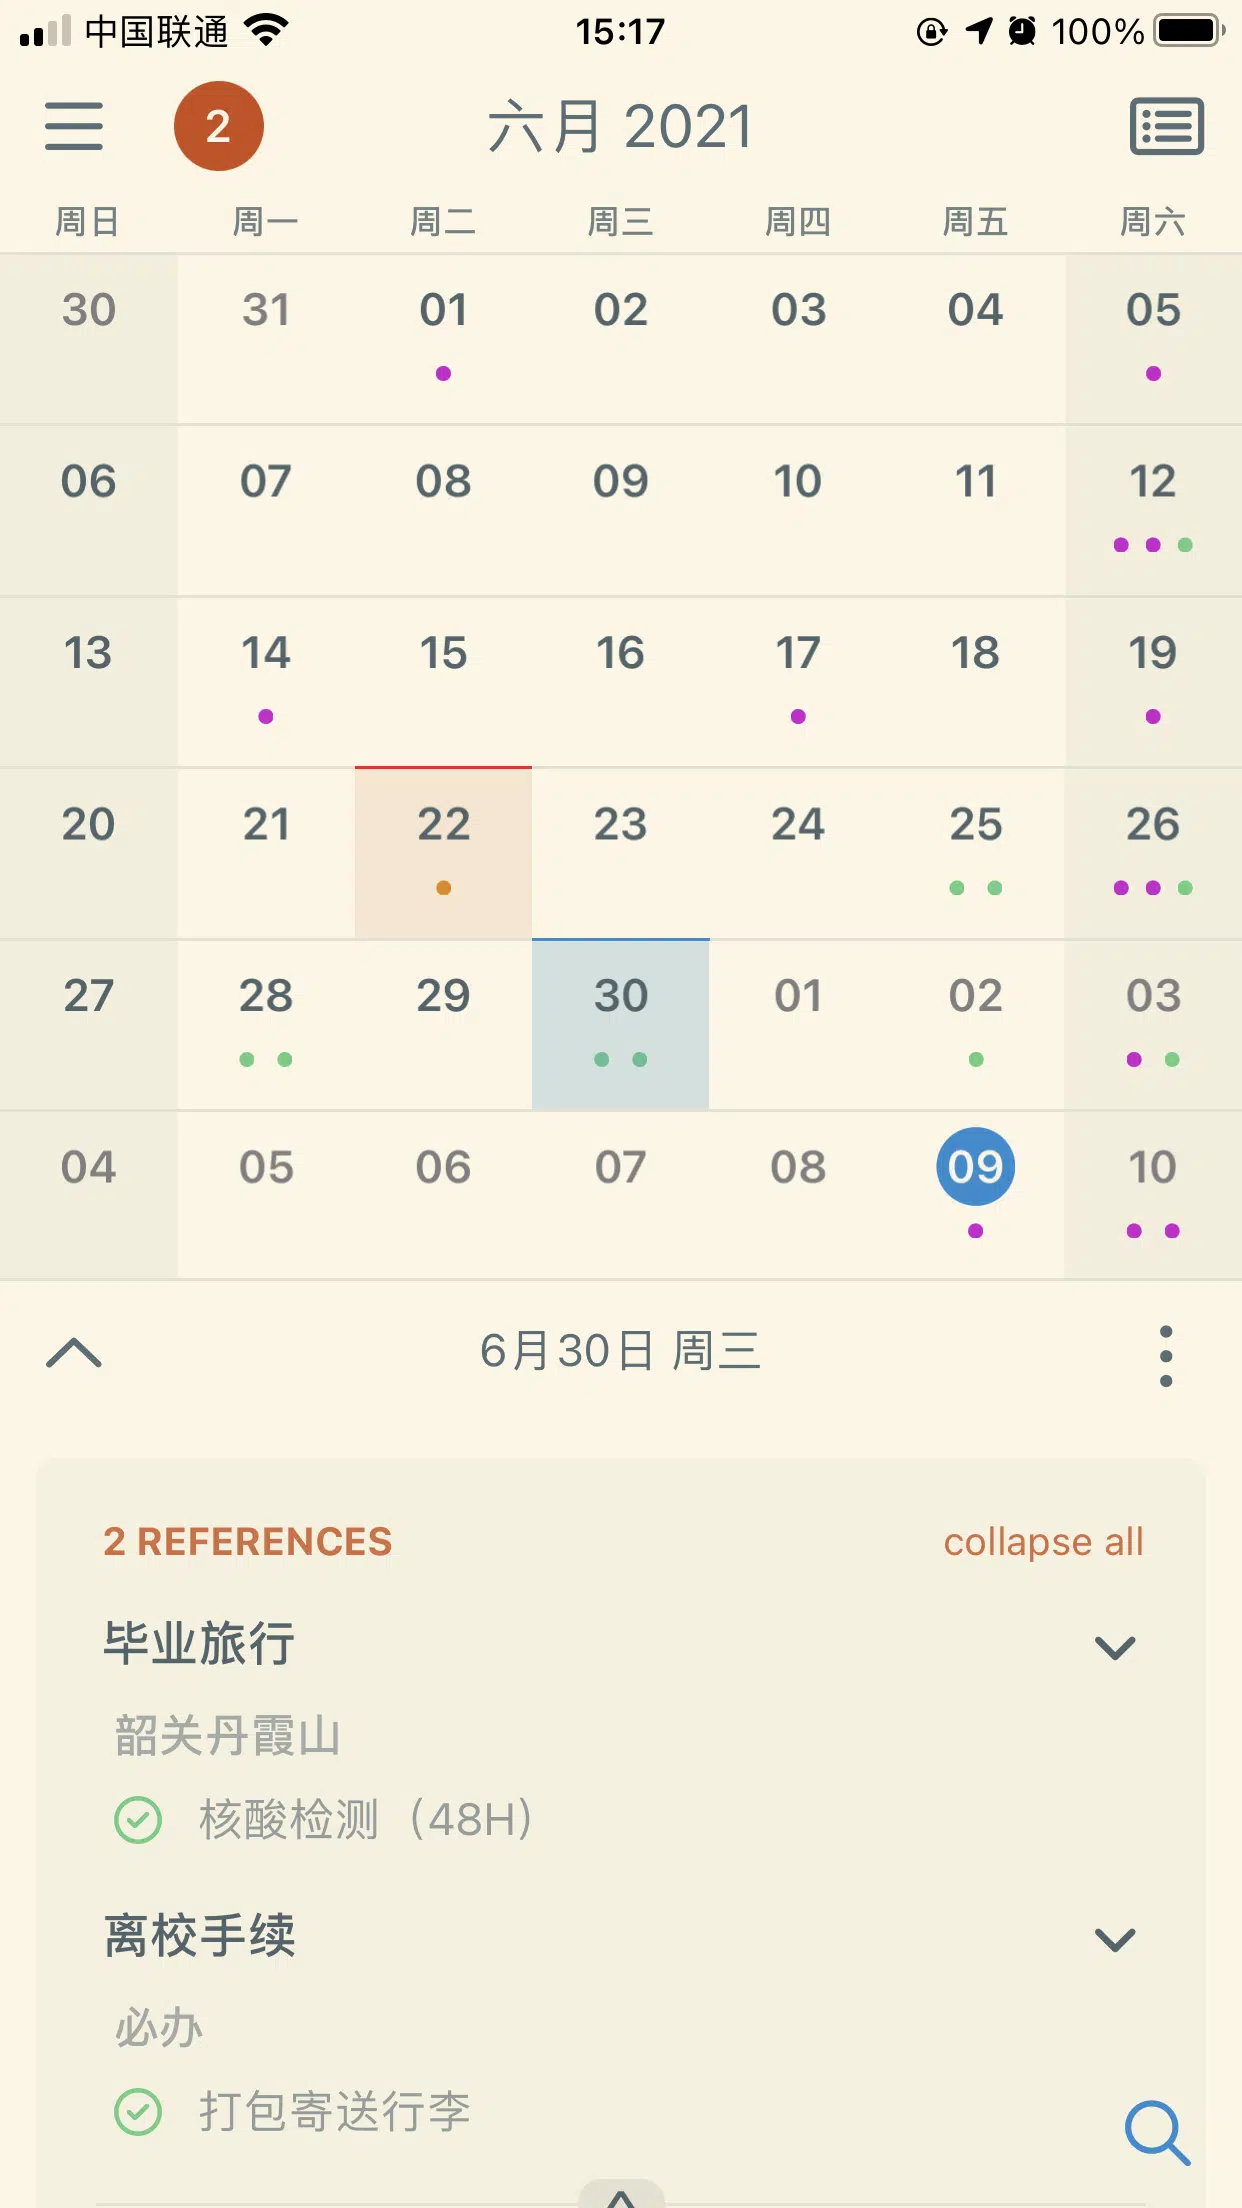 中国联通 15:17 100%
2 六月 2021
周日 周一 周二 周三 周四 周五 周六
30 31 01 02 03 04 05
06 07 08 09 10 11 12
13 14 15 16 17 18 19
20 21 22 23 24 25 26
27 28 29 30 01 02 03
04 05 06 07 08 09 10
6月30日 周三
2 REFERENCES collapse all
毕业旅行
韶关丹霞山
核酸检测（48H）
离校手续
必办
打包寄送行李